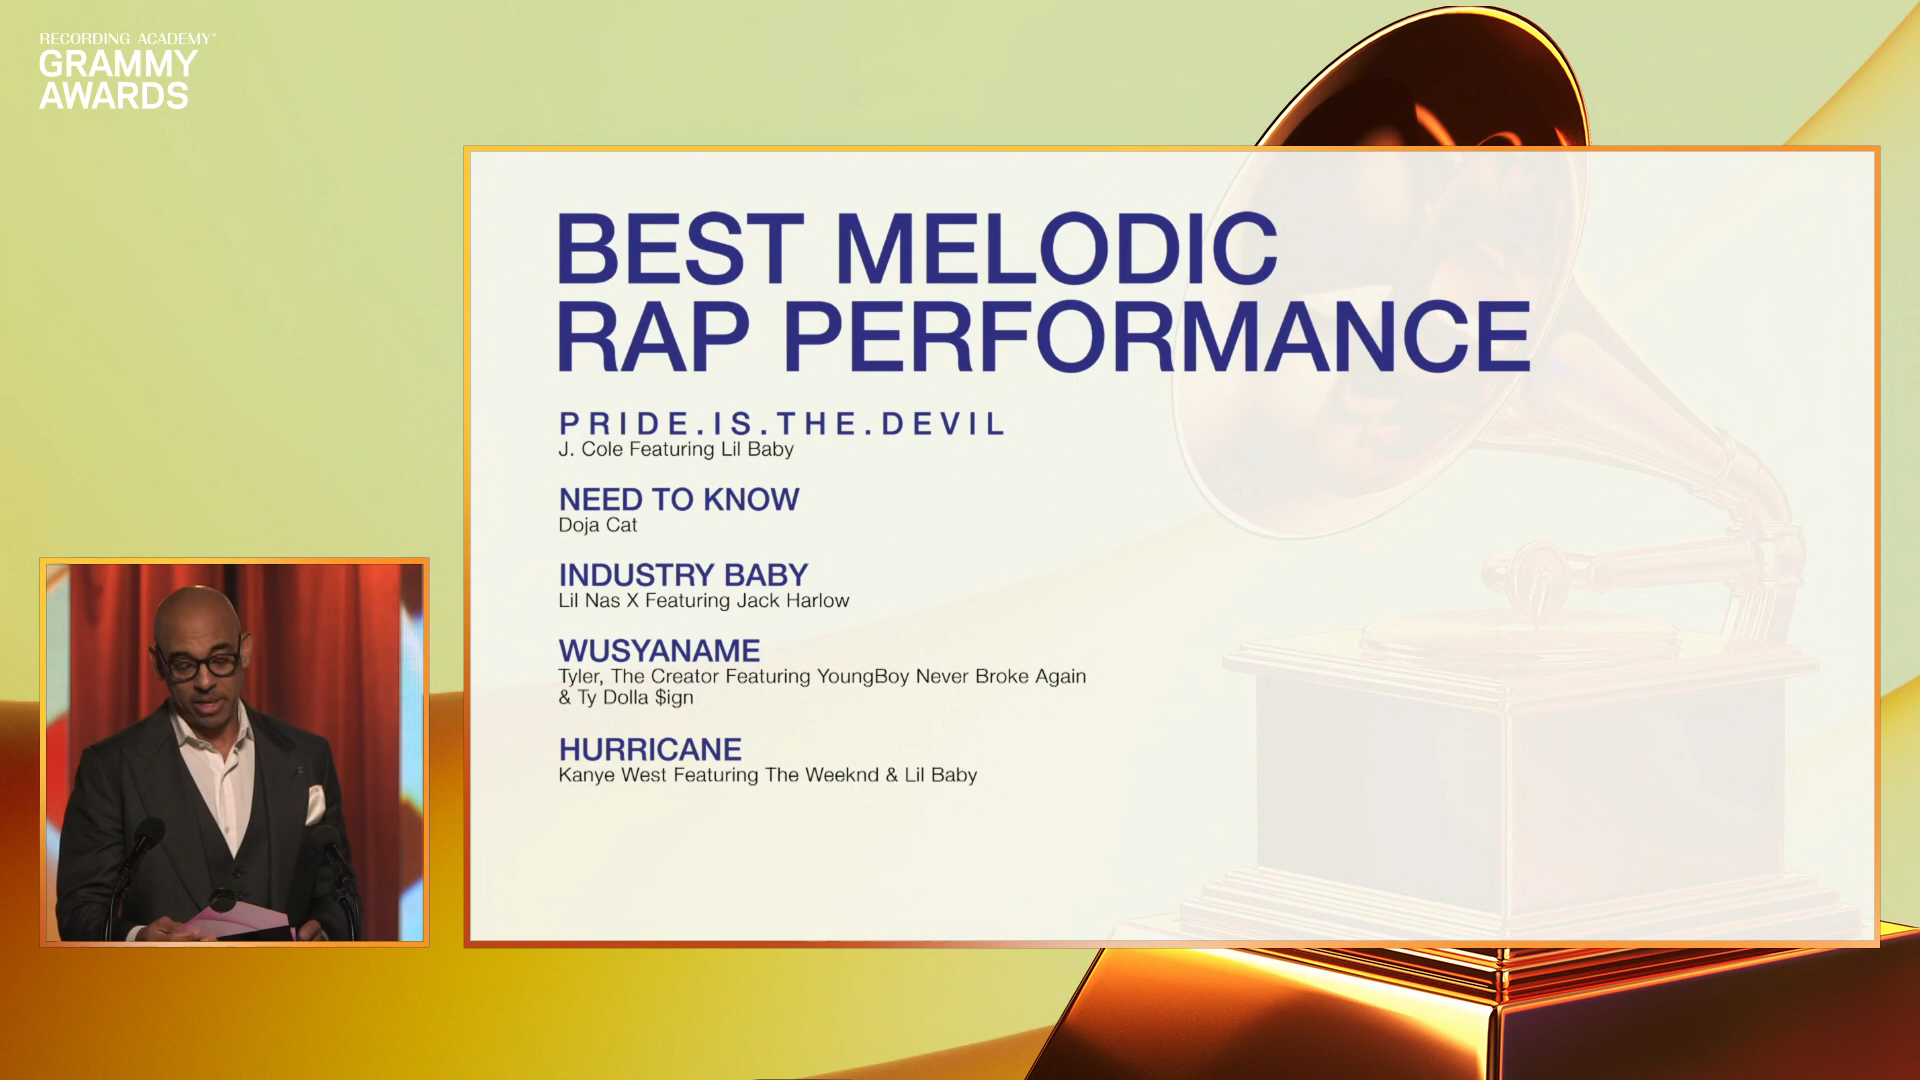 RECORDING ACADEMY®
GRAMMY
AWARDS
BEST MELODIC
RAP PERFORMANCE
PRIDE.IS.THE.DEVIL
J. Cole Featuring Lil Baby
NEED TO KNOW
Doja Cat
INDUSTRY BABY
Lil Nas X Featuring Jack Harlow
WUSYANAME
Tyler, The Creator Featuring YoungBoy Never Broke Again
& Ty Dolla $ign
HURRICANE
Kanye West Featuring The Weeknd & Lil Baby